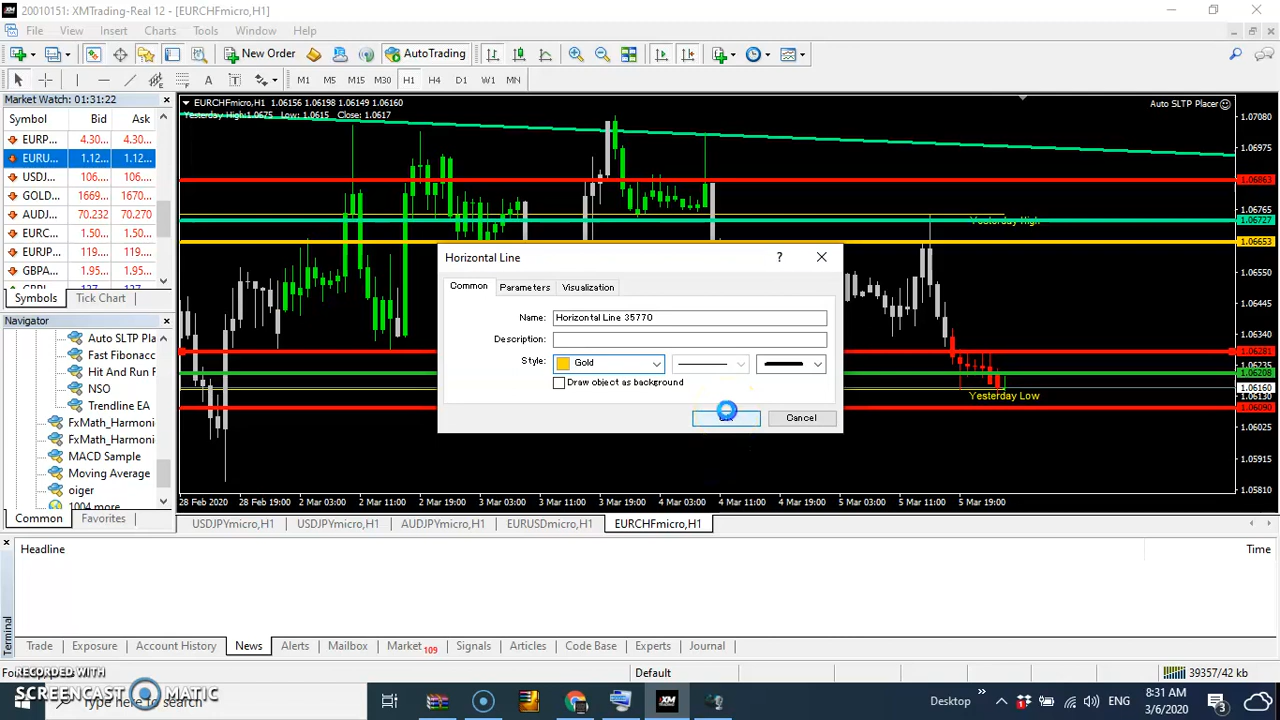 20010151: XMTrading-Real 12 - [EURCHFmicro,H1]
File View Insert Charts Tools Window Help
New Order AutoTrading
M1 M5 M15 M30 H1 H4 D1 W1 MN
Market Watch: 01:31:22
Symbol Bid Ask
EURP... 4.30... 4.30...
EURU... 1.12... 1.12...
USDJ... 106.... 106....
GOLD... 1669... 1670...
AUDJ... 70.232 70.270
EURC... 1.50... 1.50...
EURJP... 119.... 119....
GBPA... 1.95... 1.95...
Symbols Tick Chart
Navigator
Auto SLTP Pla
Fast Fibonacc
Hit And Run F
NSO
Trendline EA
FxMath_Harmoni
FxMath_Harmoni
MACD Sample
Moving Average
oiger
1004 more
Common Favorites
EURCHFmicro,H1 1.06156 1.06198 1.06149 1.06160
Yesterday High:1.0675 Low: 1.0615 Close: 1.0617
Auto SLTP Placer
Yesterday High
Yesterday Low
1.07080
1.06975
1.06863
1.06765
1.06727
1.06653
1.06550
1.06445
1.06340
1.06281
1.06208
1.06160
1.06130
1.06090
1.06020
1.05915
1.05810
Horizontal Line
Common Parameters Visualization
Name: Horizontal Line 35770
Description:
Style: Gold
Draw object as background
Cancel
28 Feb 2020 28 Feb 19:00 2 Mar 03:00 2 Mar 11:00 2 Mar 19:00 3 Mar 03:00 3 Mar 11:00 3 Mar 19:00 4 Mar 03:00 4 Mar 11:00 4 Mar 19:00 5 Mar 03:00 5 Mar 11:00 5 Mar 19:00
USDJPYmicro,H1 USDJPYmicro,H1 AUDJPYmicro,H1 EURUSDmicro,H1 EURCHFmicro,H1
Headline Time
Terminal
Trade Exposure Account History News Alerts Mailbox Market 109 Signals Articles Code Base Experts Journal
Default 39357/42 kb
RECORDED WITH
SCREENCAST MATIC
Type here to search
Desktop ENG
8:31 AM
3/6/2020
3